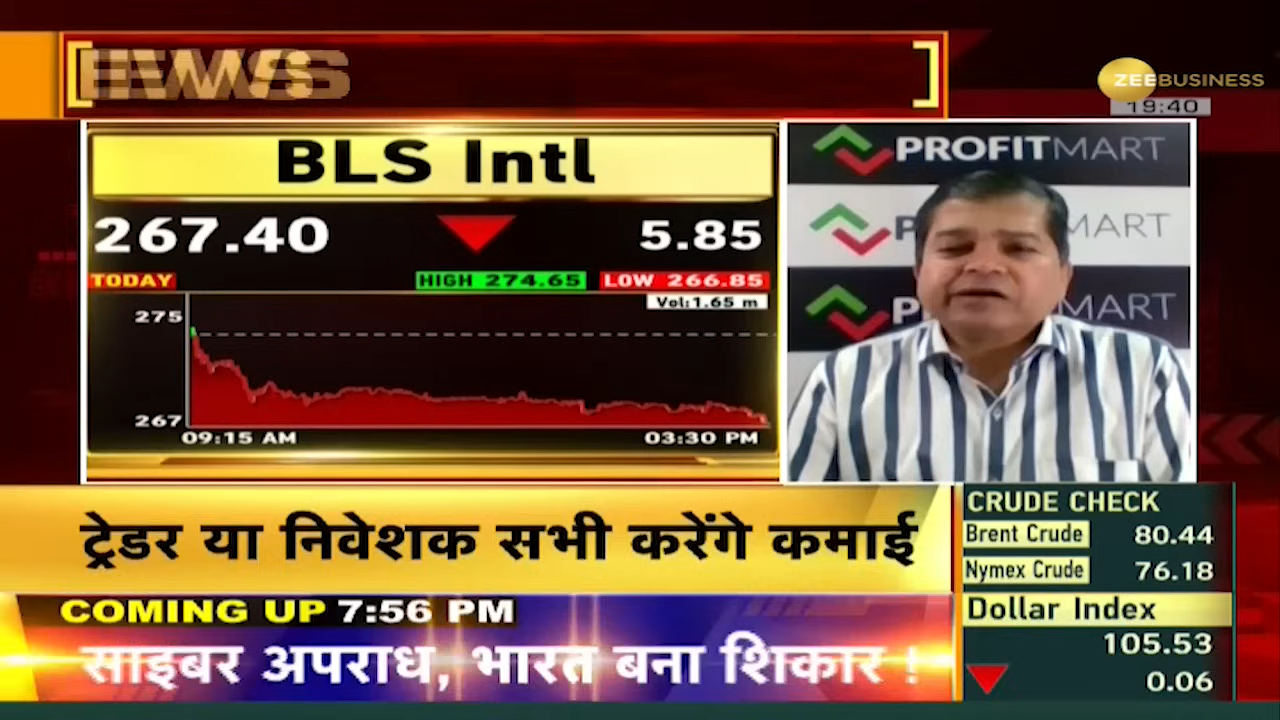 ZEEBUSINESS
19:40
BLS Intl
267.40 5.85
TODAY HIGH 274.65 LOW 266.85
Vol:1.65 m
275
267
09:15 AM 03:30 PM
PROFITMART
ट्रेडर या निवेशक सभी करेंगे कमाई
COMING UP 7:56 PM
साइबर अपराध, भारत बना शिकार !
CRUDE CHECK
Brent Crude 80.44
Nymex Crude 76.18
Dollar Index
105.53
0.06